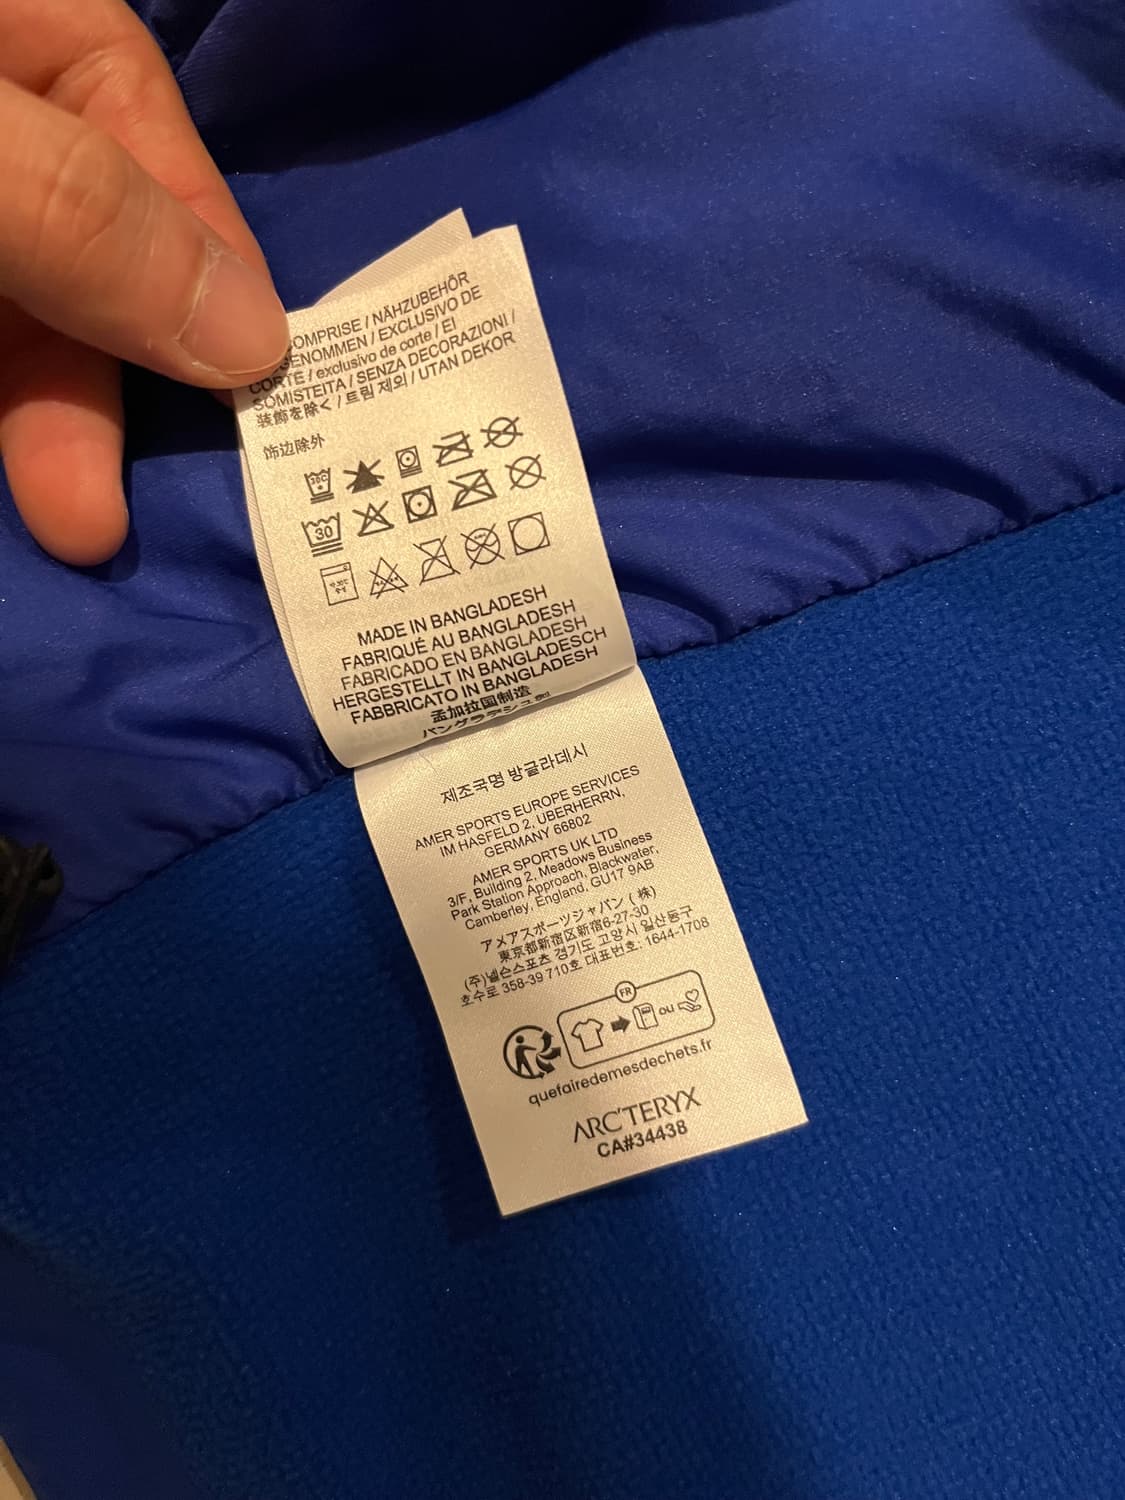 COMPRISE / NÄHZUBEHÖR
GENOMMEN / EXCLUSIVO DE
CORTE / exclusivo de corte / EI
SOMISTEITA / SENZA DECORAZIONI /
装飾を除く / 트림 제외 / UTAN DEKOR
饰边除外
30C
30
MADE IN BANGLADESH
FABRIQUÉ AU BANGLADESH
FABRICADO EN BANGLADESH
HERGESTELLT IN BANGLADESCH
FABBRICATO IN BANGLADESH
孟加拉国制造
バングラデシュ製
제조국명 방글라데시
AMER SPORTS EUROPE SERVICES
IM HASFELD 2, UBERHERRN,
GERMANY 66802
AMER SPORTS UK LTD
3/F, Building 2, Meadows Business
Park Station Approach, Blackwater,
Camberley, England, GU17 9AB
アメアスポーツジャパン (株)
東京都新宿区新宿6-27-30
(주)넬슨스포츠 경기도 고양시 일산동구
호수로 358-39 710호 대표번호: 1644-1708
FR
ou
quefairedemesdechets.fr
ARC'TERYX
CA#34438